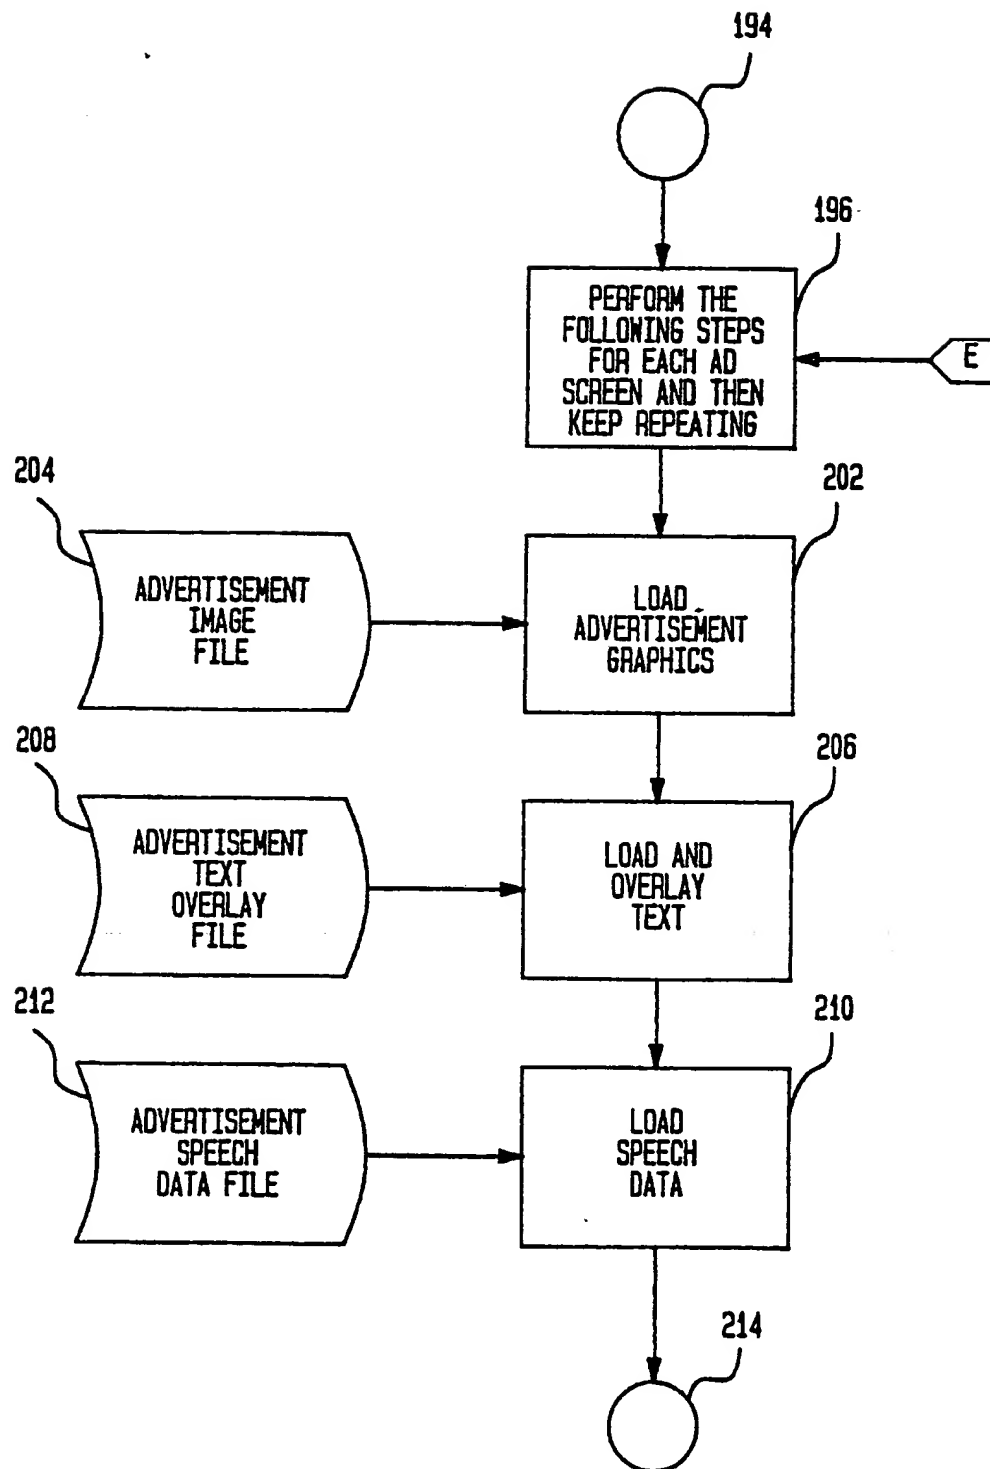 194
196
PERFORM THE
FOLLOWING STEPS
FOR EACH AD
SCREEN AND THEN
KEEP REPEATING
E
204
202
ADVERTISEMENT
IMAGE
FILE
LOAD
ADVERTISEMENT
GRAPHICS
208
206
ADVERTISEMENT
TEXT
OVERLAY
FILE
LOAD AND
OVERLAY
TEXT
212
210
ADVERTISEMENT
SPEECH
DATA FILE
LOAD
SPEECH
DATA
214